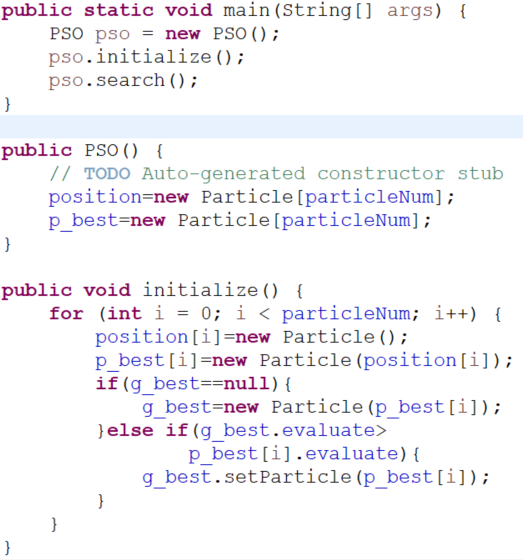 public static void main(String[] args) {
    PSO pso = new PSO();
    pso.initialize();
    pso.search();
}
public PSO() {
    // TODO Auto-generated constructor stub
    position=new Particle[particleNum];
    p_best=new Particle[particleNum];
}
public void initialize() {
    for (int i = 0; i < particleNum; i++) {
        position[i]=new Particle();
        p_best[i]=new Particle(position[i]);
        if(g_best==null){
            g_best=new Particle(p_best[i]);
        }else if(g_best.evaluate>
                p_best[i].evaluate){
            g_best.setParticle(p_best[i]);
        }
    }
}